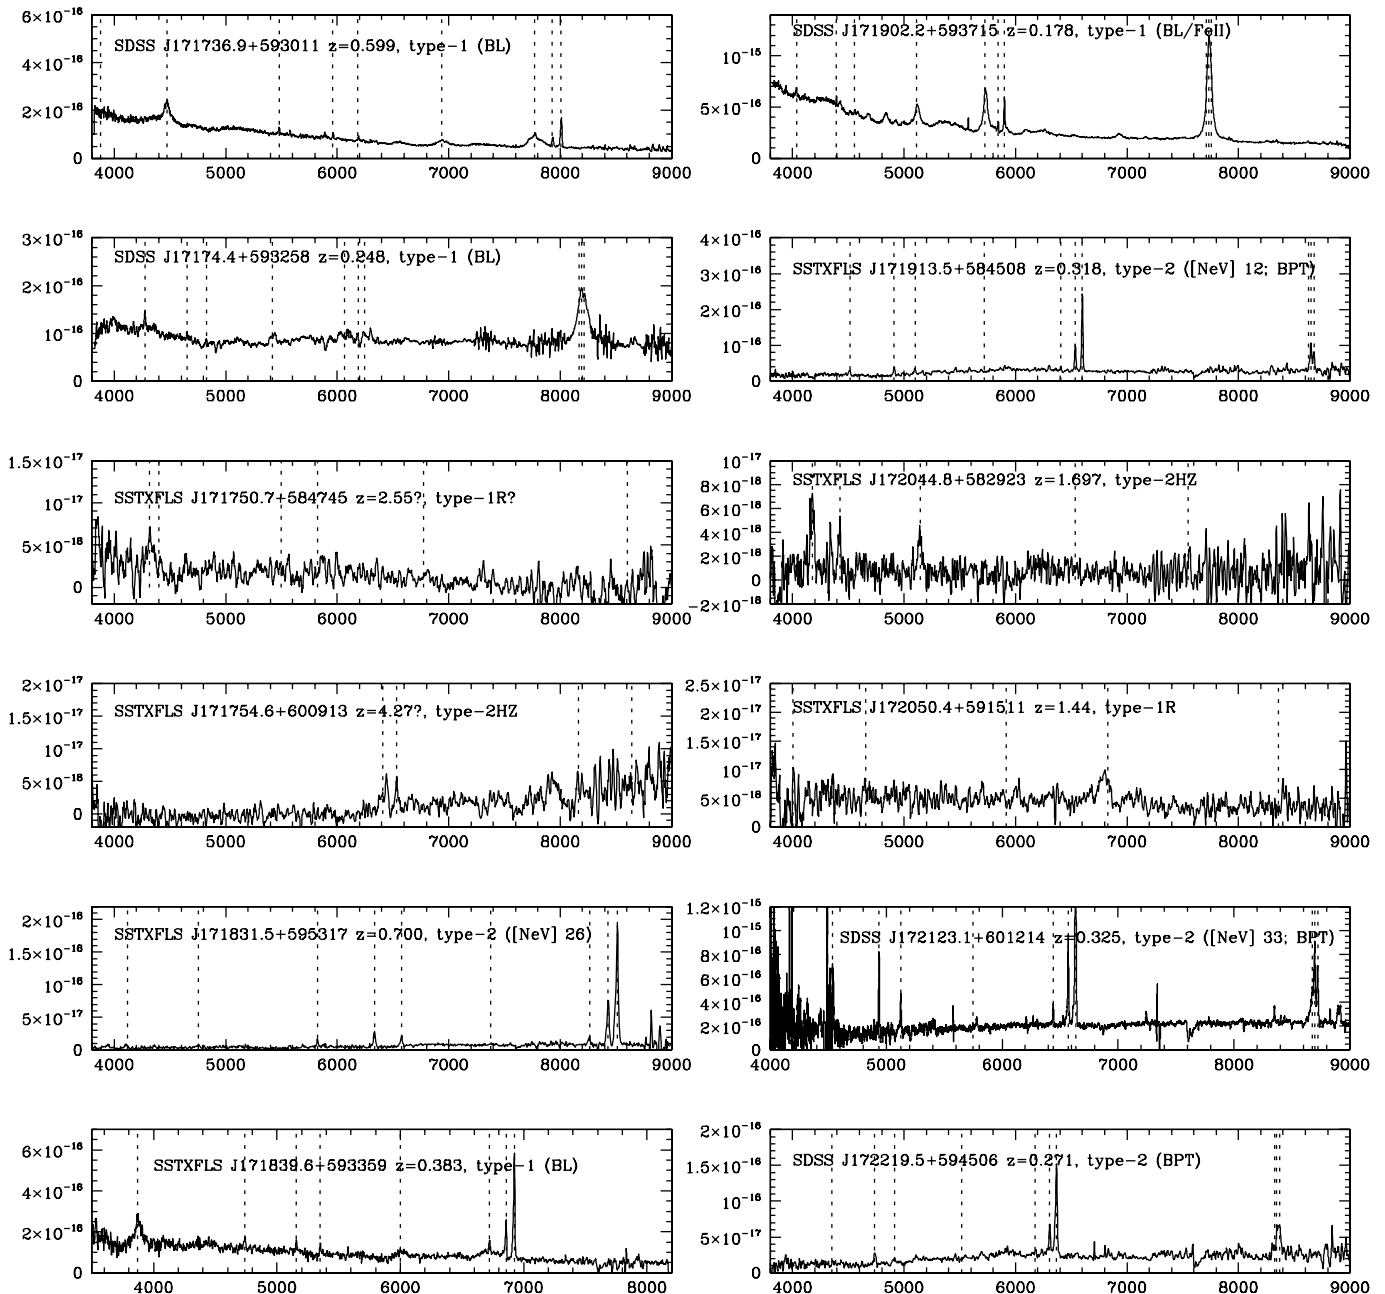 6×10⁻¹⁶
4×10⁻¹⁶
2×10⁻¹⁶
0
SDSS J171736.9+593011 z=0.599, type−1 (BL)
4000 5000 6000 7000 8000 9000
10⁻¹⁵
5×10⁻¹⁶
0
SDSS J171902.2+593715 z=0.178, type−1 (BL/FeII)
4000 5000 6000 7000 8000 9000
3×10⁻¹⁶
2×10⁻¹⁶
10⁻¹⁶
0
SDSS J17174.4+593258 z=0.248, type−1 (BL)
4000 5000 6000 7000 8000 9000
4×10⁻¹⁶
3×10⁻¹⁶
2×10⁻¹⁶
10⁻¹⁶
0
SSTXFLS J171913.5+584508 z=0.318, type−2 ([NeV] 12; BPT)
4000 5000 6000 7000 8000 9000
1.5×10⁻¹⁷
10⁻¹⁷
5×10⁻¹⁸
0
SSTXFLS J171750.7+584745 z=2.55?, type−1R?
4000 5000 6000 7000 8000 9000
10⁻¹⁷
8×10⁻¹⁸
6×10⁻¹⁸
4×10⁻¹⁸
2×10⁻¹⁸
0
−2×10⁻¹⁸
SSTXFLS J172044.8+582923 z=1.697, type−2HZ
4000 5000 6000 7000 8000 9000
2×10⁻¹⁷
1.5×10⁻¹⁷
10⁻¹⁷
5×10⁻¹⁸
0
SSTXFLS J171754.6+600913 z=4.27?, type−2HZ
4000 5000 6000 7000 8000 9000
2.5×10⁻¹⁷
2×10⁻¹⁷
1.5×10⁻¹⁷
10⁻¹⁷
5×10⁻¹⁸
0
SSTXFLS J172050.4+591511 z=1.44, type−1R
4000 5000 6000 7000 8000 9000
2×10⁻¹⁶
1.5×10⁻¹⁶
10⁻¹⁶
5×10⁻¹⁷
0
SSTXFLS J171831.5+595317 z=0.700, type−2 ([NeV] 26)
4000 5000 6000 7000 8000 9000
1.2×10⁻¹⁵
10⁻¹⁵
8×10⁻¹⁶
6×10⁻¹⁶
4×10⁻¹⁶
2×10⁻¹⁶
0
SDSS J172123.1+601214 z=0.325, type−2 ([NeV] 33; BPT)
4000 5000 6000 7000 8000 9000
6×10⁻¹⁶
4×10⁻¹⁶
2×10⁻¹⁶
0
SSTXFLS J171839.6+593359 z=0.383, type−1 (BL)
4000 5000 6000 7000 8000
2×10⁻¹⁶
1.5×10⁻¹⁶
10⁻¹⁶
5×10⁻¹⁷
0
SDSS J172219.5+594506 z=0.271, type−2 (BPT)
4000 5000 6000 7000 8000 9000